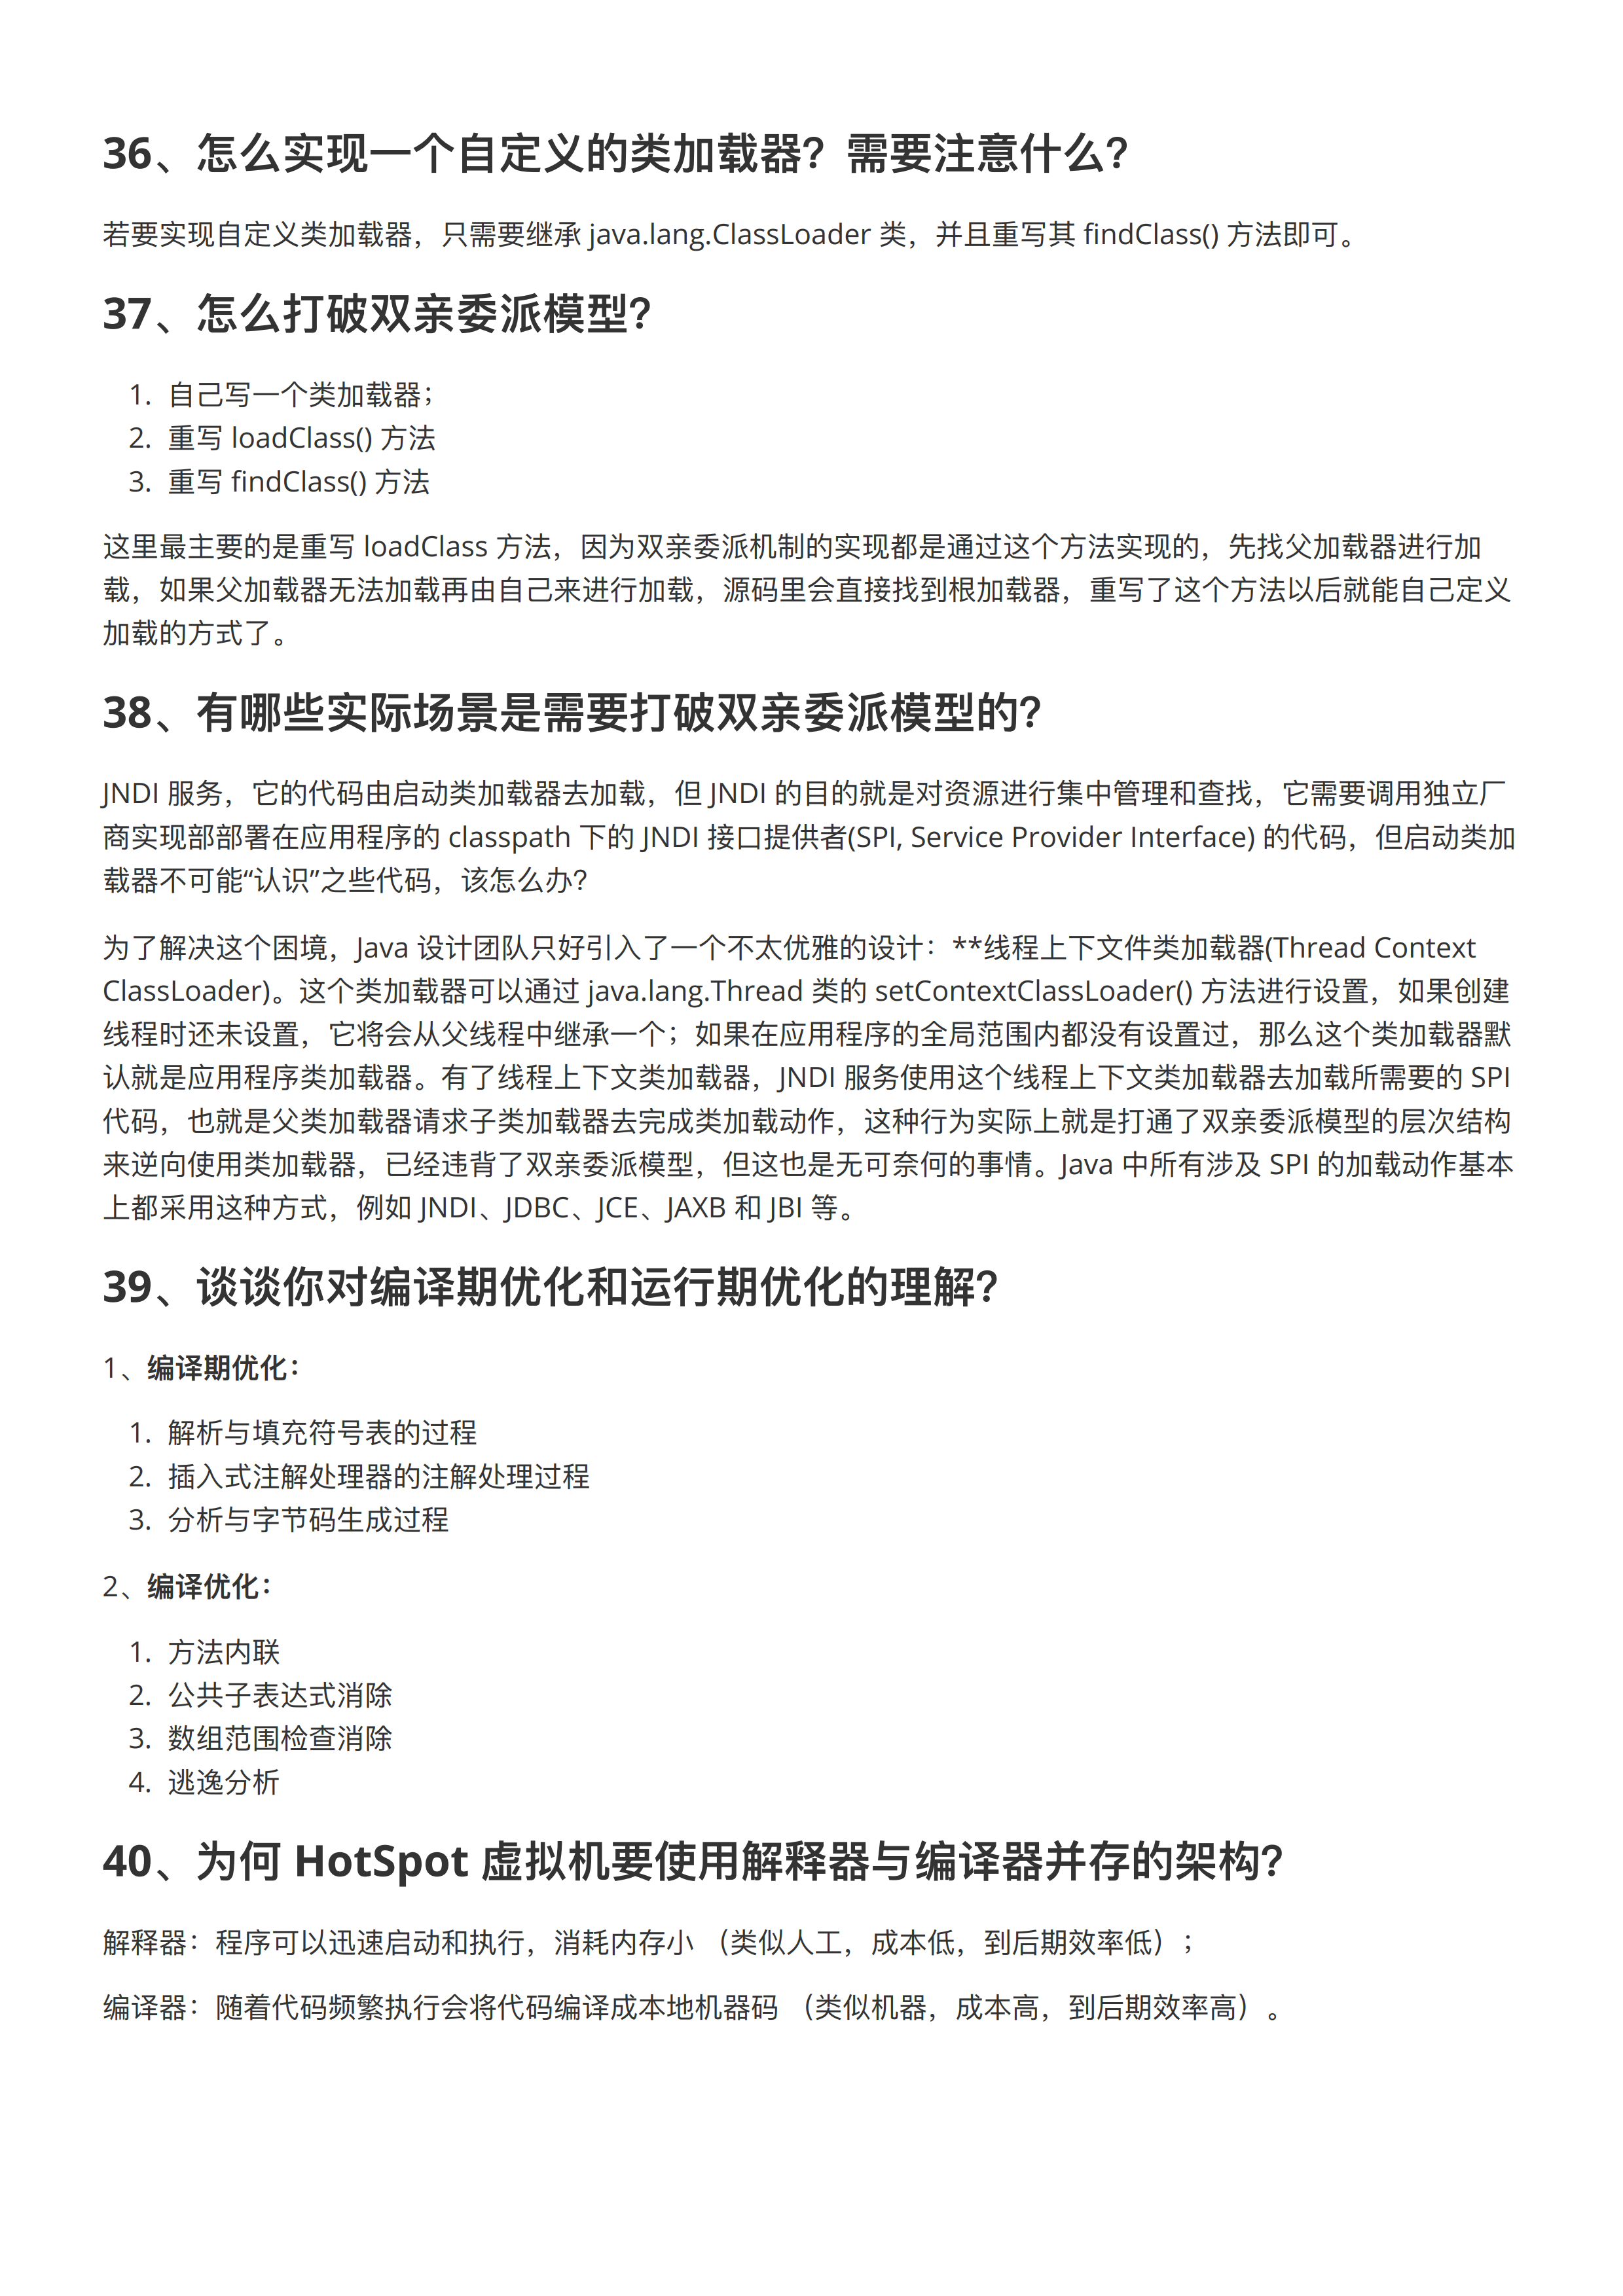 36、怎么实现一个自定义的类加载器？需要注意什么？
若要实现自定义类加载器，只需要继承 java.lang.ClassLoader 类，并且重写其 findClass() 方法即可。
37、怎么打破双亲委派模型？
1. 自己写一个类加载器；
2. 重写 loadClass() 方法
3. 重写 findClass() 方法
这里最主要的是重写 loadClass 方法，因为双亲委派机制的实现都是通过这个方法实现的，先找父加载器进行加
载，如果父加载器无法加载再由自己来进行加载，源码里会直接找到根加载器，重写了这个方法以后就能自己定义
加载的方式了。
38、有哪些实际场景是需要打破双亲委派模型的？
JNDI 服务，它的代码由启动类加载器去加载，但 JNDI 的目的就是对资源进行集中管理和查找，它需要调用独立厂
商实现部部署在应用程序的 classpath 下的 JNDI 接口提供者(SPI, Service Provider Interface) 的代码，但启动类加
载器不可能“认识”之些代码，该怎么办？
为了解决这个困境，Java 设计团队只好引入了一个不太优雅的设计：**线程上下文件类加载器(Thread Context
ClassLoader)。这个类加载器可以通过 java.lang.Thread 类的 setContextClassLoader() 方法进行设置，如果创建
线程时还未设置，它将会从父线程中继承一个；如果在应用程序的全局范围内都没有设置过，那么这个类加载器默
认就是应用程序类加载器。有了线程上下文类加载器，JNDI 服务使用这个线程上下文类加载器去加载所需要的 SPI
代码，也就是父类加载器请求子类加载器去完成类加载动作，这种行为实际上就是打通了双亲委派模型的层次结构
来逆向使用类加载器，已经违背了双亲委派模型，但这也是无可奈何的事情。Java 中所有涉及 SPI 的加载动作基本
上都采用这种方式，例如 JNDI、JDBC、JCE、JAXB 和 JBI 等。
39、谈谈你对编译期优化和运行期优化的理解？
1、编译期优化：
1. 解析与填充符号表的过程
2. 插入式注解处理器的注解处理过程
3. 分析与字节码生成过程
2、编译优化：
1. 方法内联
2. 公共子表达式消除
3. 数组范围检查消除
4. 逃逸分析
40、为何 HotSpot 虚拟机要使用解释器与编译器并存的架构？
解释器：程序可以迅速启动和执行，消耗内存小 （类似人工，成本低，到后期效率低）；
编译器：随着代码频繁执行会将代码编译成本地机器码 （类似机器，成本高，到后期效率高）。